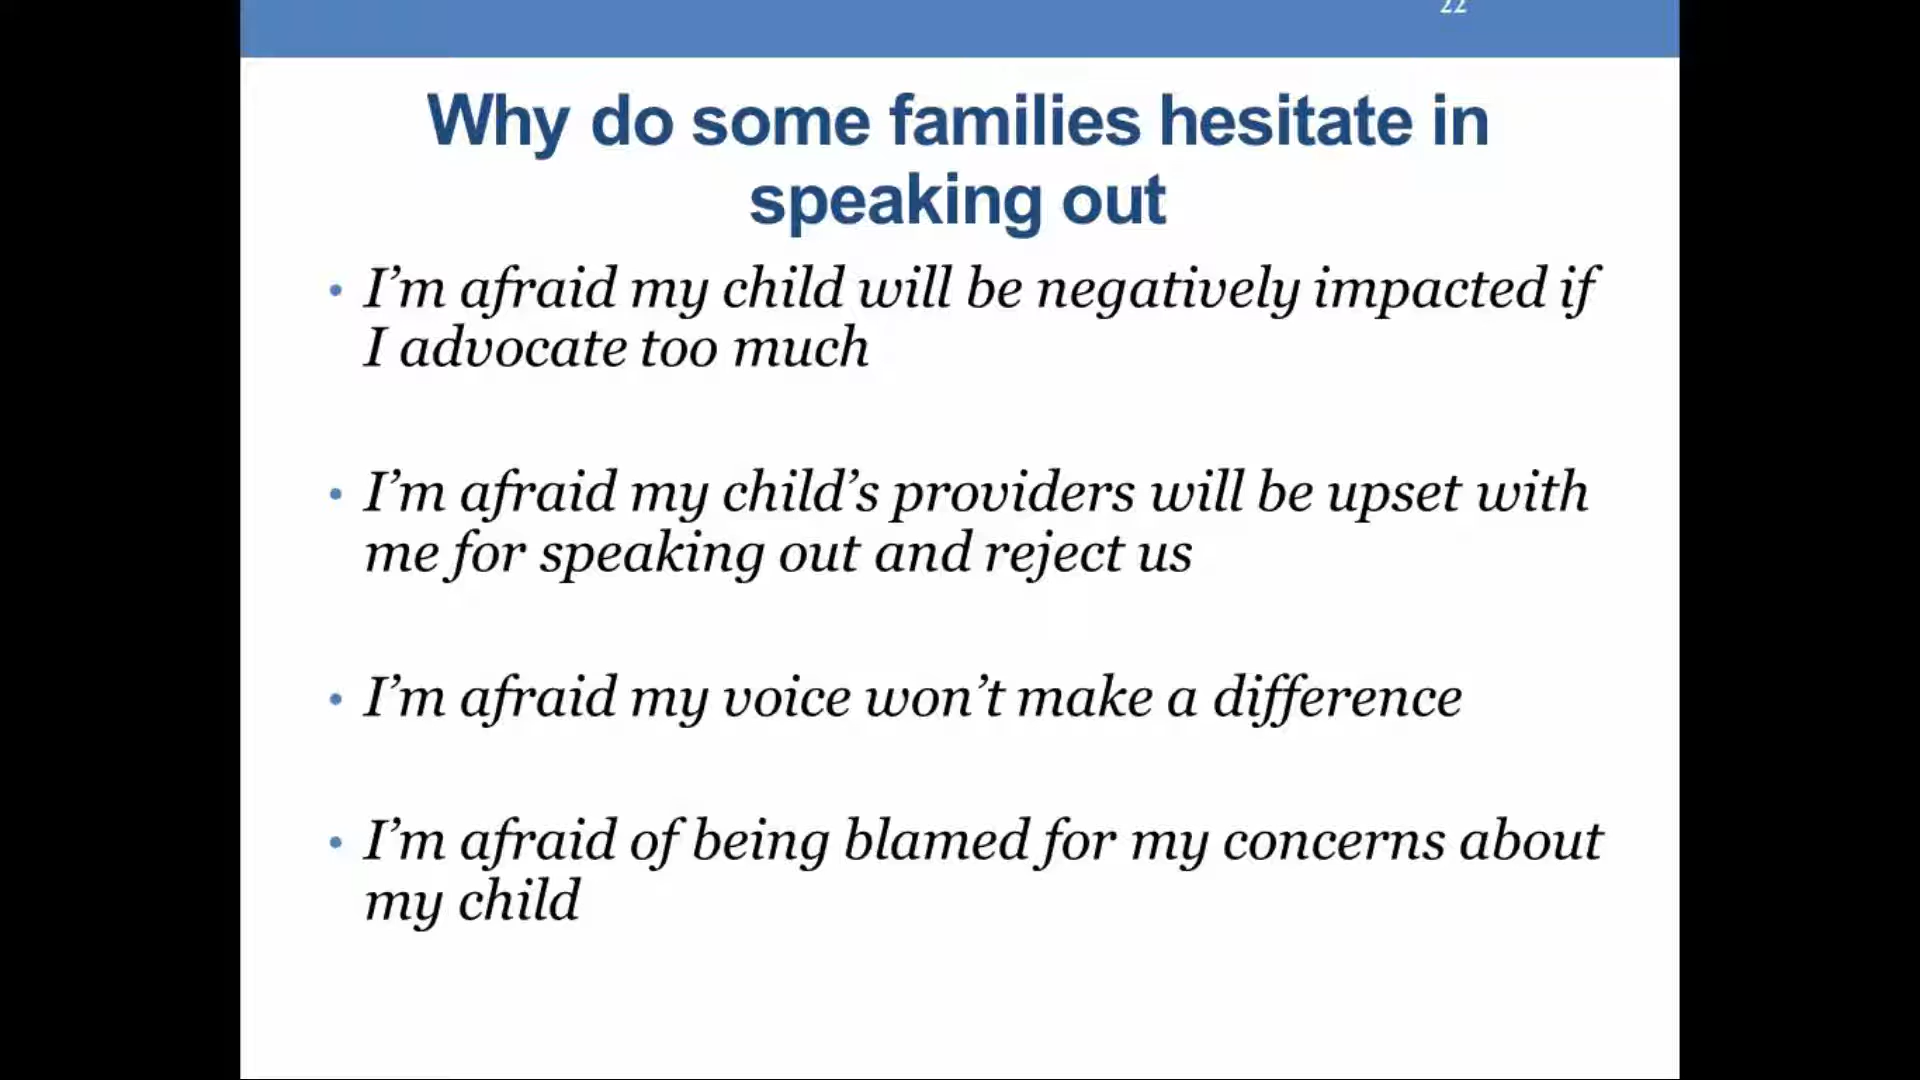 22
Why do some families hesitate in
speaking out
• I’m afraid my child will be negatively impacted if
I advocate too much
• I’m afraid my child’s providers will be upset with
me for speaking out and reject us
• I’m afraid my voice won’t make a difference
• I’m afraid of being blamed for my concerns about
my child